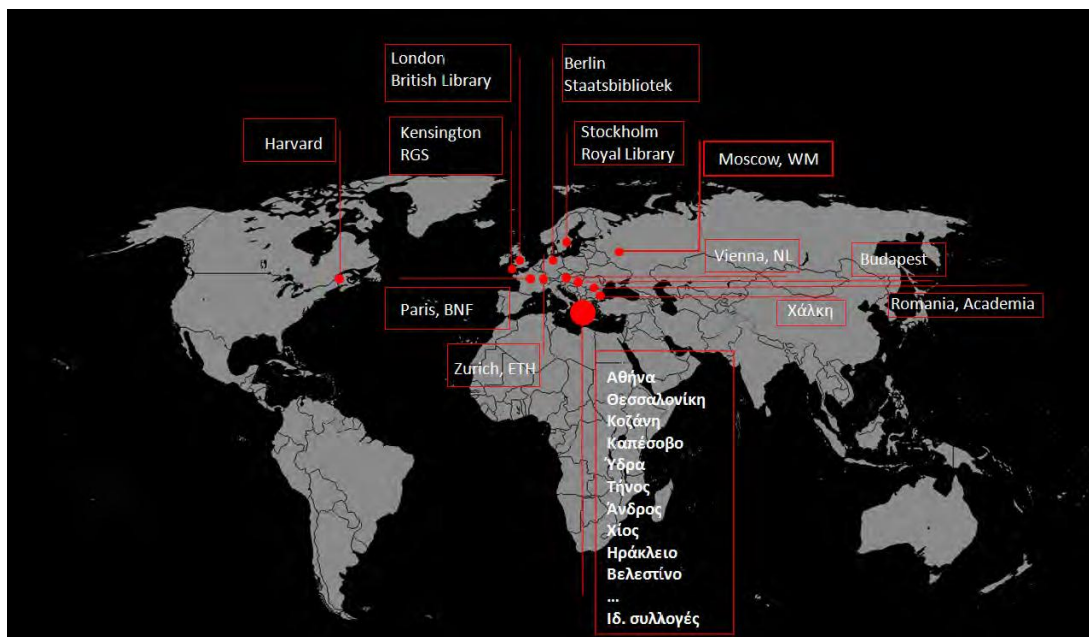 London
British Library
Berlin
Staatsbibliotek
Harvard
Kensington
RGS
Stockholm
Royal Library
Moscow, WM
Vienna, NL
Budapest
Paris, BNF
Χάλκη
Romania, Academia
Zurich, ETH
Αθήνα
Θεσσαλονίκη
Κοζάνη
Καπέσοβο
Ύδρα
Τήνος
Άνδρος
Χίος
Ηράκλειο
Βελεστίνο
...
Ιδ. συλλογές